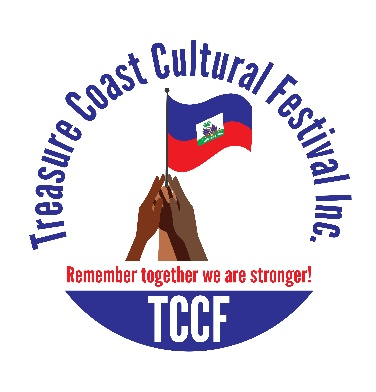 Treasure Coast Cultural Festival Inc.
Remember together we are stronger!
TCCF